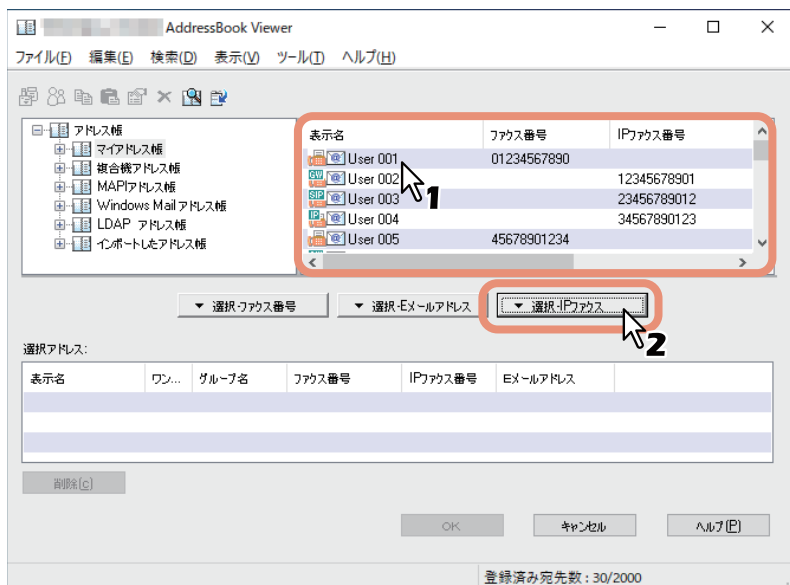 AddressBook Viewer
ファイル(F) 編集(E) 検索(D) 表示(V) ツール(T) ヘルプ(H)
アドレス帳
マイアドレス帳
複合機アドレス帳
MAPIアドレス帳
Windows Mail アドレス帳
LDAP アドレス帳
インポートしたアドレス帳
表示名 ファクス番号 IPファクス番号
User 001 01234567890
GW User 002 12345678901
SIP User 003 23456789012
IP User 004 34567890123
User 005 45678901234
1
▼ 選択-ファクス番号 ▼ 選択-Eメールアドレス ▼ 選択-IPファクス
2
選択アドレス:
表示名 ワン... グループ名 ファクス番号 IPファクス番号 Eメールアドレス
削除(c)
OK キャンセル ヘルプ(P)
登録済み宛先数 : 30/2000